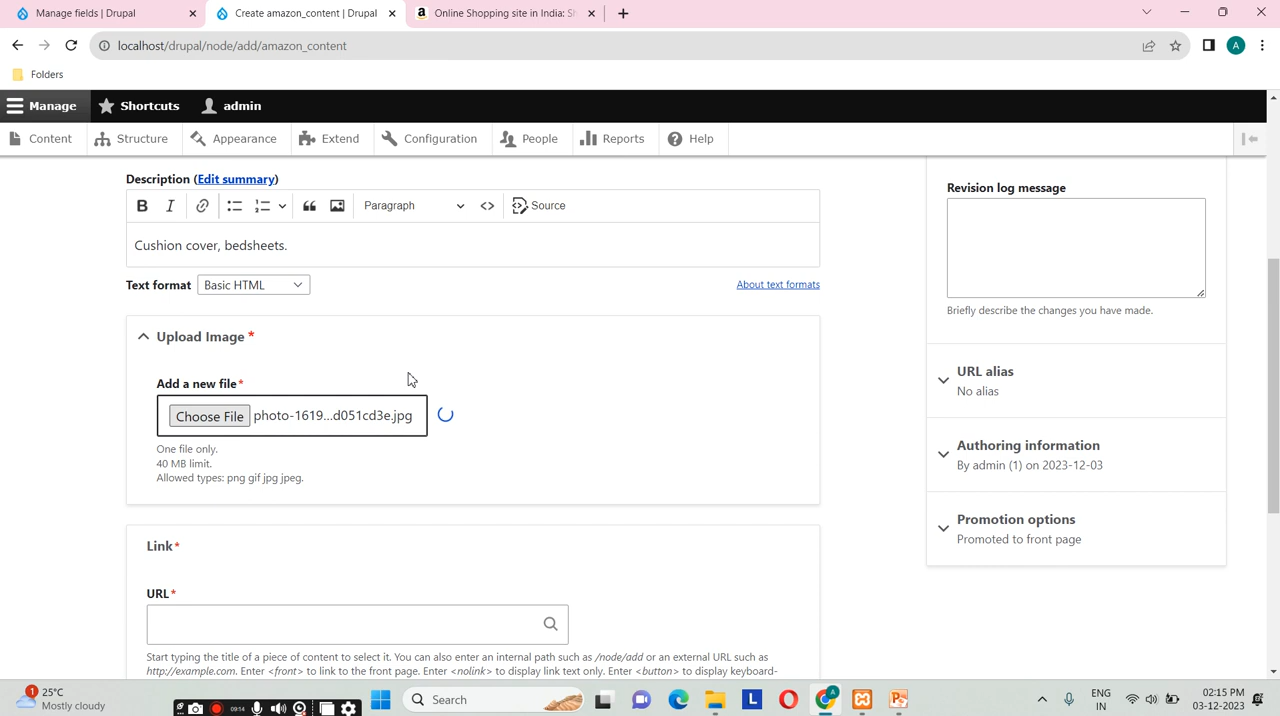 Manage fields | Drupal
Create amazon_content | Drupal
Online Shopping site in India: Sh
localhost/drupal/node/add/amazon_content
A
Folders
Manage
Shortcuts
admin
Content
Structure
Appearance
Extend
Configuration
People
Reports
Help
Description (Edit summary)
Paragraph
Source
Cushion cover, bedsheets.
Text format
Basic HTML
About text formats
Upload Image *
Add a new file*
Choose File photo-1619...d051cd3e.jpg
One file only.
40 MB limit.
Allowed types: png gif jpg jpeg.
Link*
URL*
Start typing the title of a piece of content to select it. You can also enter an internal path such as /node/add or an external URL such as
http://example.com. Enter <front> to link to the front page. Enter <nolink> to display link text only. Enter <button> to display keyboard-
Revision log message
Briefly describe the changes you have made.
URL alias
No alias
Authoring information
By admin (1) on 2023-12-03
Promotion options
Promoted to front page
1
25°C
Mostly cloudy
09:14
Search
ENG
IN
02:15 PM
03-12-2023